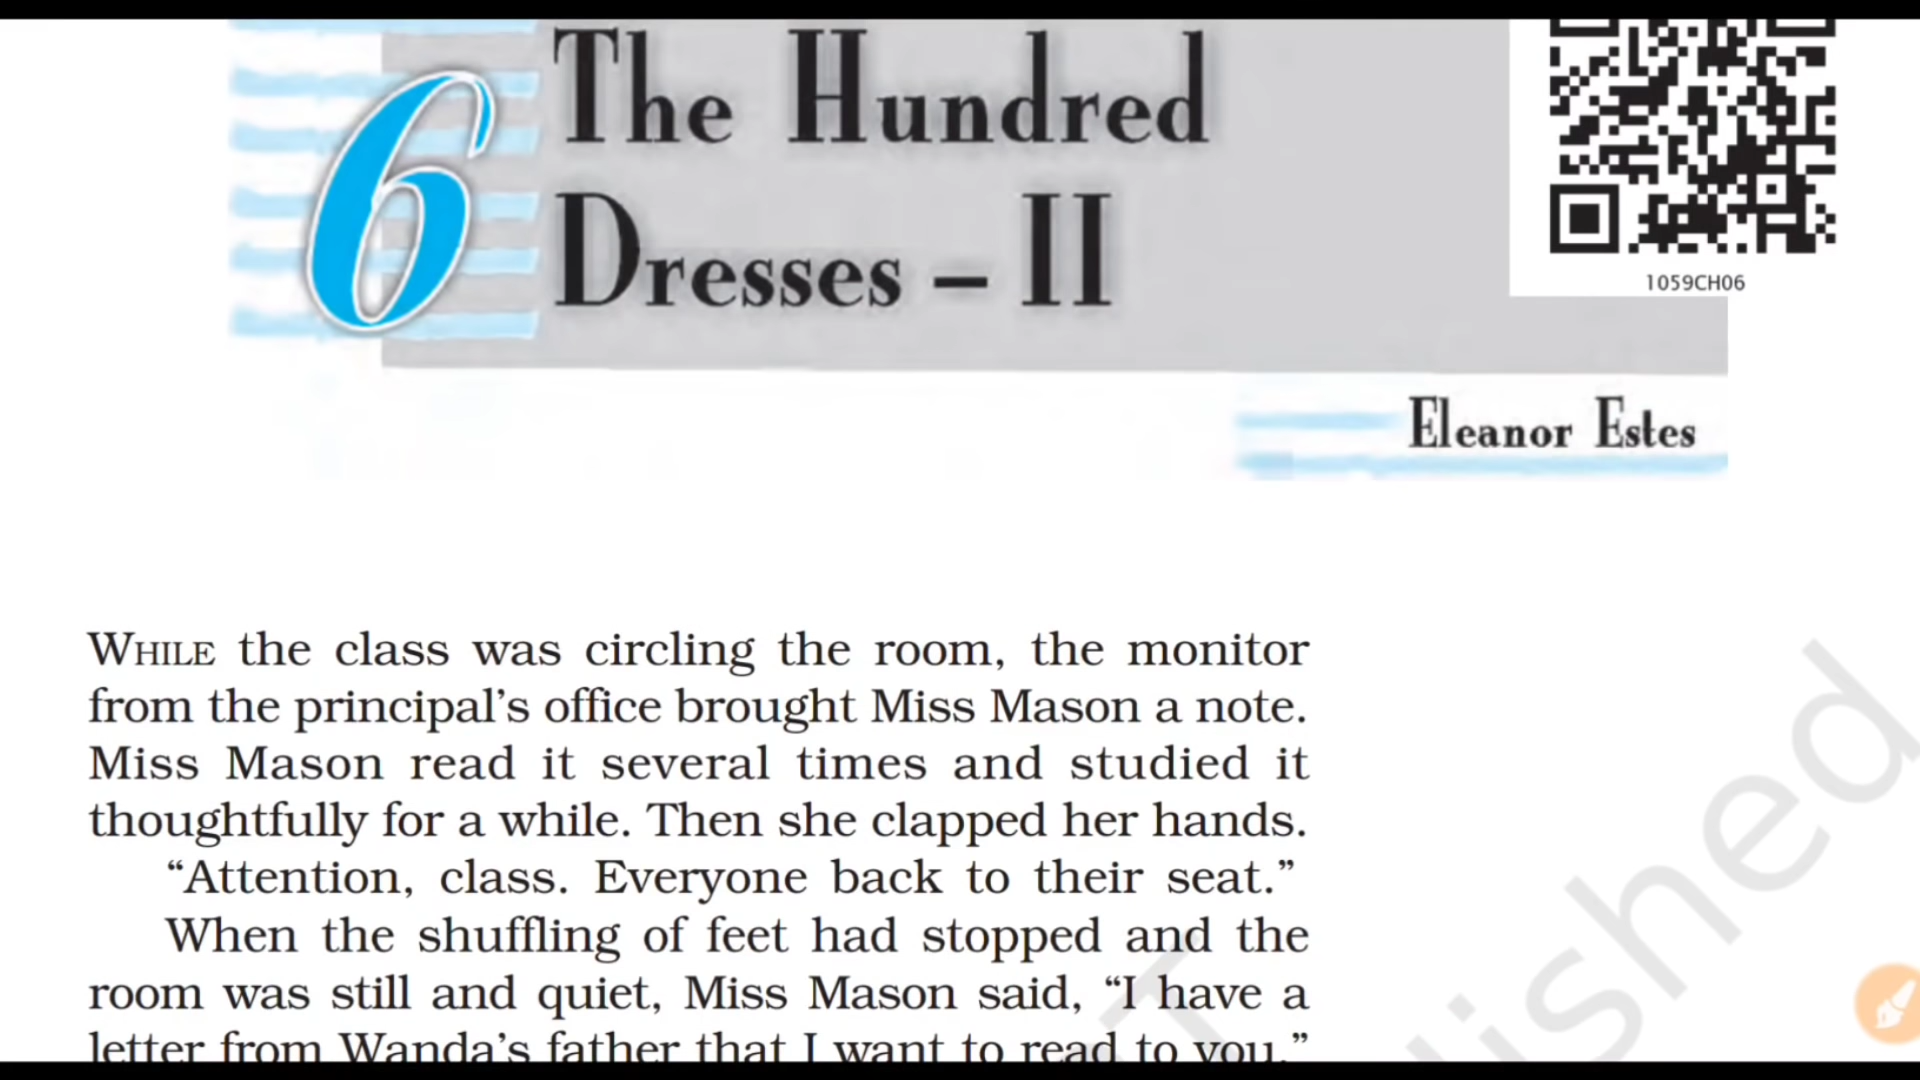 6
The Hundred
Dresses – II
1059CH06
Eleanor Estes
WHILE the class was circling the room, the monitor
from the principal's office brought Miss Mason a note.
Miss Mason read it several times and studied it
thoughtfully for a while. Then she clapped her hands.
“Attention, class. Everyone back to their seat.”
When the shuffling of feet had stopped and the
room was still and quiet, Miss Mason said, “I have a
letter from Wanda's father that I want to read to you.”